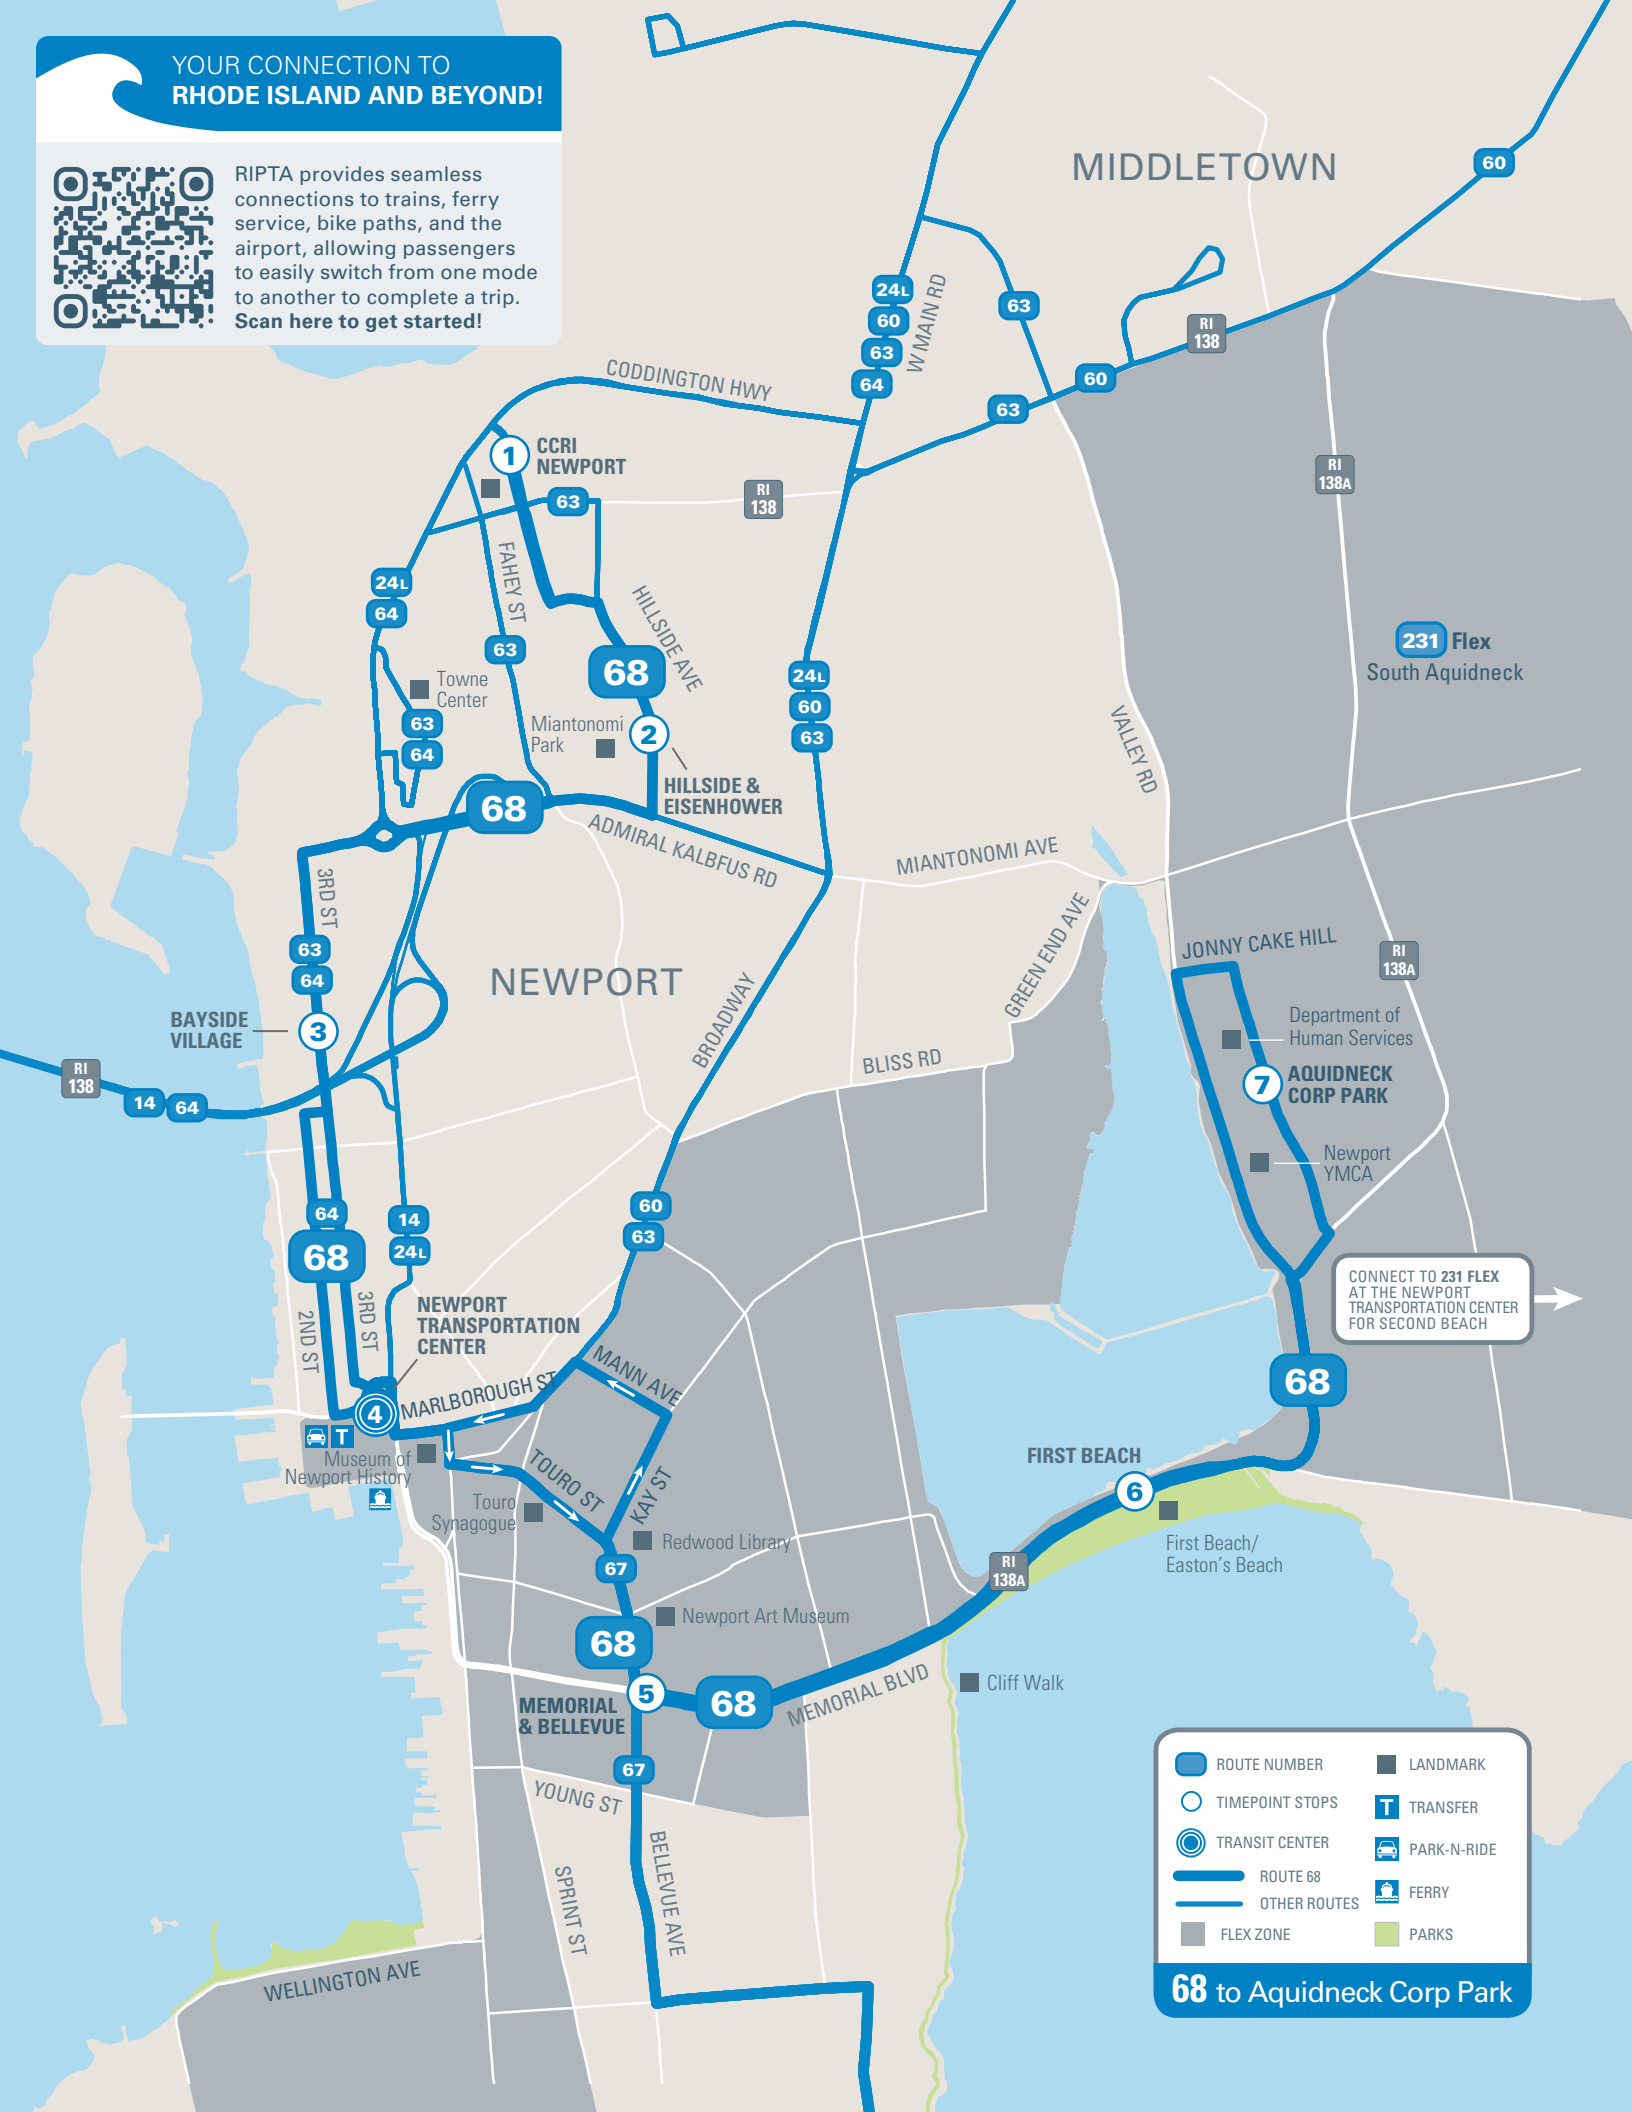 YOUR CONNECTION TO
RHODE ISLAND AND BEYOND!
RIPTA provides seamless
connections to trains, ferry
service, bike paths, and the
airport, allowing passengers
to easily switch from one mode
to another to complete a trip.
Scan here to get started!
MIDDLETOWN
60
24L
60
63
64
W MAIN RD
63
RI
138
60
63
CODDINGTON HWY
1
CCRI
NEWPORT
63
RI
138
RI
138A
FAHEY ST
HILLSIDE AVE
24L
64
63
68
24L
60
63
231 Flex
South Aquidneck
Towne
Center
63
64
Miantonomi
Park
2
HILLSIDE &
EISENHOWER
VALLEY RD
68
ADMIRAL KALBFUS RD
MIANTONOMI AVE
3RD ST
63
64
GREEN END AVE
JONNY CAKE HILL
RI
138A
NEWPORT
BROADWAY
BAYSIDE
VILLAGE
3
BLISS RD
Department of
Human Services
7
AQUIDNECK
CORP PARK
RI
138
14
64
Newport
YMCA
64
68
14
24L
60
63
CONNECT TO 231 FLEX
AT THE NEWPORT
TRANSPORTATION CENTER
FOR SECOND BEACH
2ND ST
3RD ST
NEWPORT
TRANSPORTATION
CENTER
68
MANN AVE
MARLBOROUGH ST
4
T
Museum of
Newport History
TOURO ST
KAY ST
FIRST BEACH
6
Touro
Synagogue
Redwood Library
First Beach/
Easton's Beach
RI
138A
67
Newport Art Museum
68
5
68
MEMORIAL
& BELLEVUE
MEMORIAL BLVD
Cliff Walk
67
YOUNG ST
BELLEVUE AVE
SPRINT ST
WELLINGTON AVE
ROUTE NUMBER
LANDMARK
TIMEPOINT STOPS
T TRANSFER
TRANSIT CENTER
PARK-N-RIDE
ROUTE 68
OTHER ROUTES
FERRY
FLEX ZONE
PARKS
68 to Aquidneck Corp Park